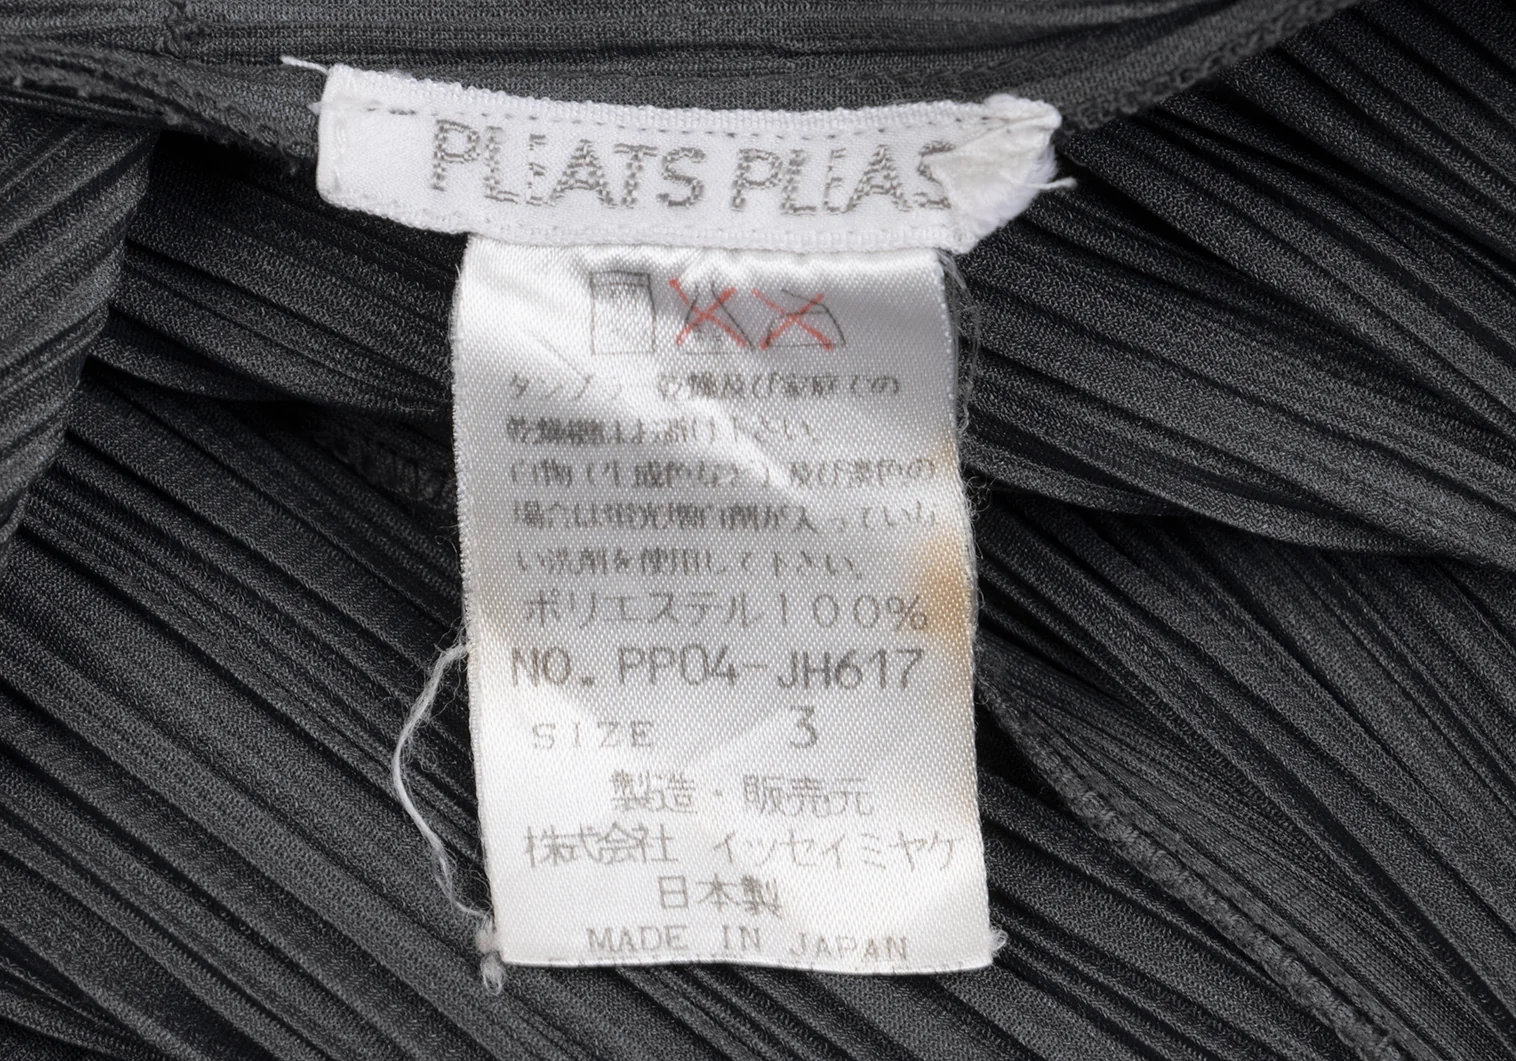 PLEATS PLEAS
タンブラー乾燥及び家庭での
乾燥機はお避け下さい。
白物(生成色など)及び淡色の
場合は蛍光増白剤が入っていな
い洗剤を使用して下さい。
ポリエステル100%
NO. PP04-JH617
SIZE 3
製造・販売元
株式会社 イッセイミヤケ
日本製
MADE IN JAPAN